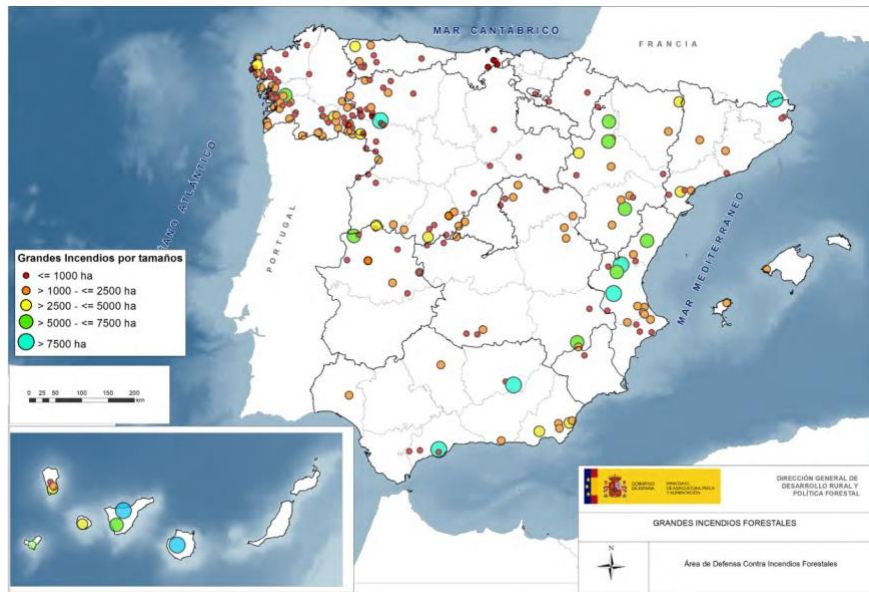 MAR CANTÁBRICO
FRANCIA
ANO ATLÁNTICO
PORTUGAL
MAR MEDITERRÁNEO
Grandes Incendios por tamaños
<= 1000 ha
> 1000 - <= 2500 ha
> 2500 - <= 5000 ha
> 5000 - <= 7500 ha
> 7500 ha
0 25 50 100 150 200
km
GOBIERNO
DE ESPAÑA
MINISTERIO
DE AGRICULTURA, PESCA
Y ALIMENTACIÓN
DIRECCIÓN GENERAL DE
DESARROLLO RURAL Y
POLÍTICA FORESTAL
GRANDES INCENDIOS FORESTALES
N
Área de Defensa Contra Incendios Forestales